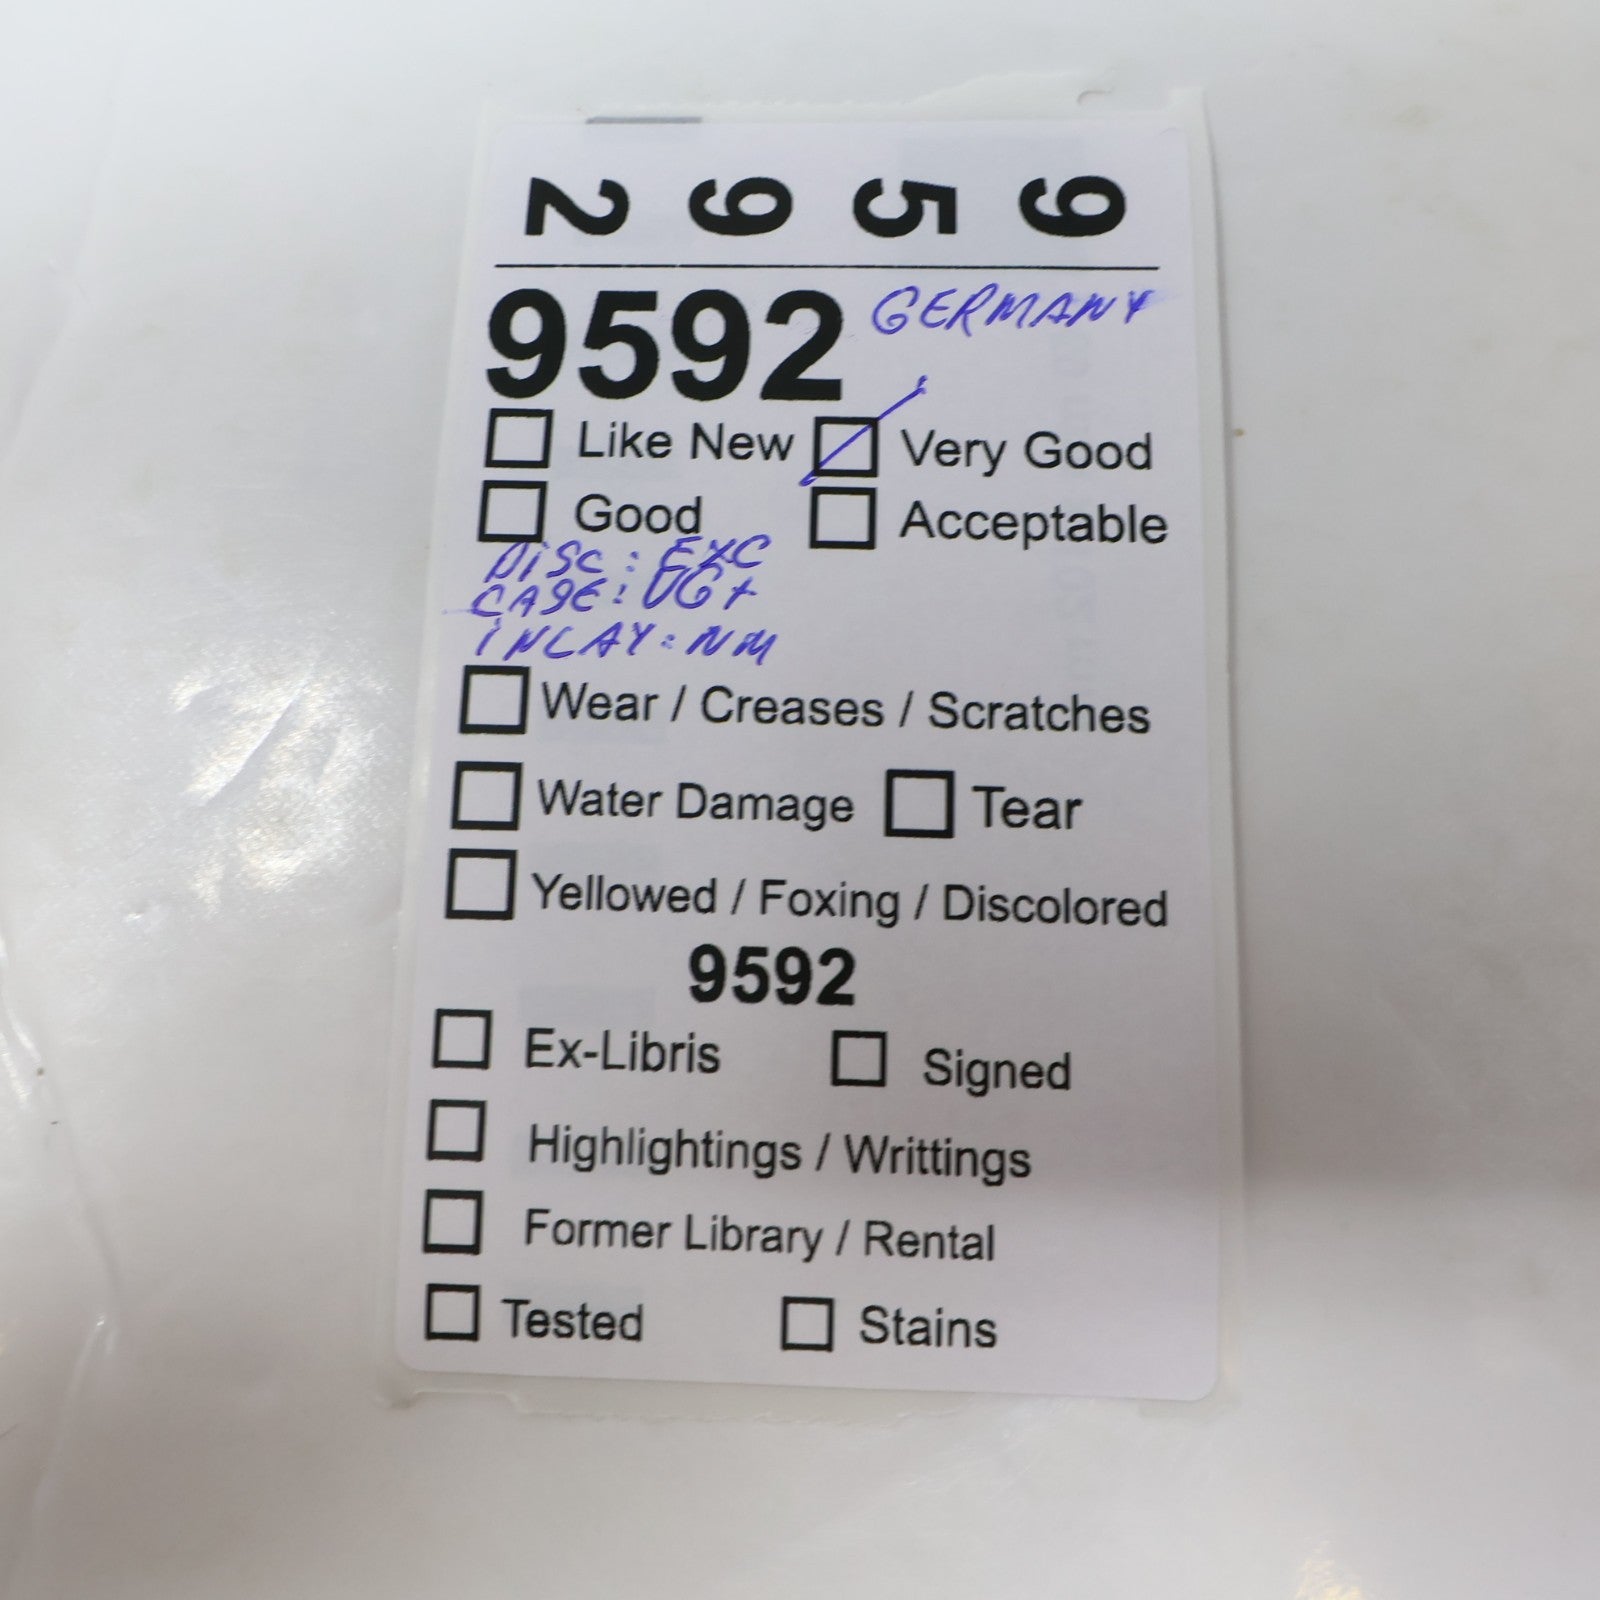 2 9 5 9
9592 GERMANY
Like New Very Good
Good Acceptable
DISC: EXC
CASE: VG+
INLAY: NM
Wear / Creases / Scratches
Water Damage Tear
Yellowed / Foxing / Discolored
9592
Ex-Libris Signed
Highlightings / Writtings
Former Library / Rental
Tested Stains